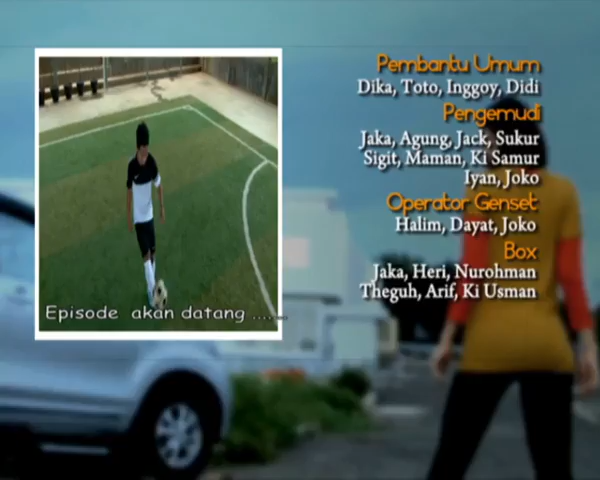 Pembantu Umum
Dika, Toto, Inggoy, Didi
Pengemudi
Jaka, Agung, Jack, Sukur
Sigit, Maman, Ki Samur
Iyan, Joko
Operator Genset
Halim, Dayat, Joko
Box
Jaka, Heri, Nurohman
Theguh, Arif, Ki Usman
Episode akan datang .......